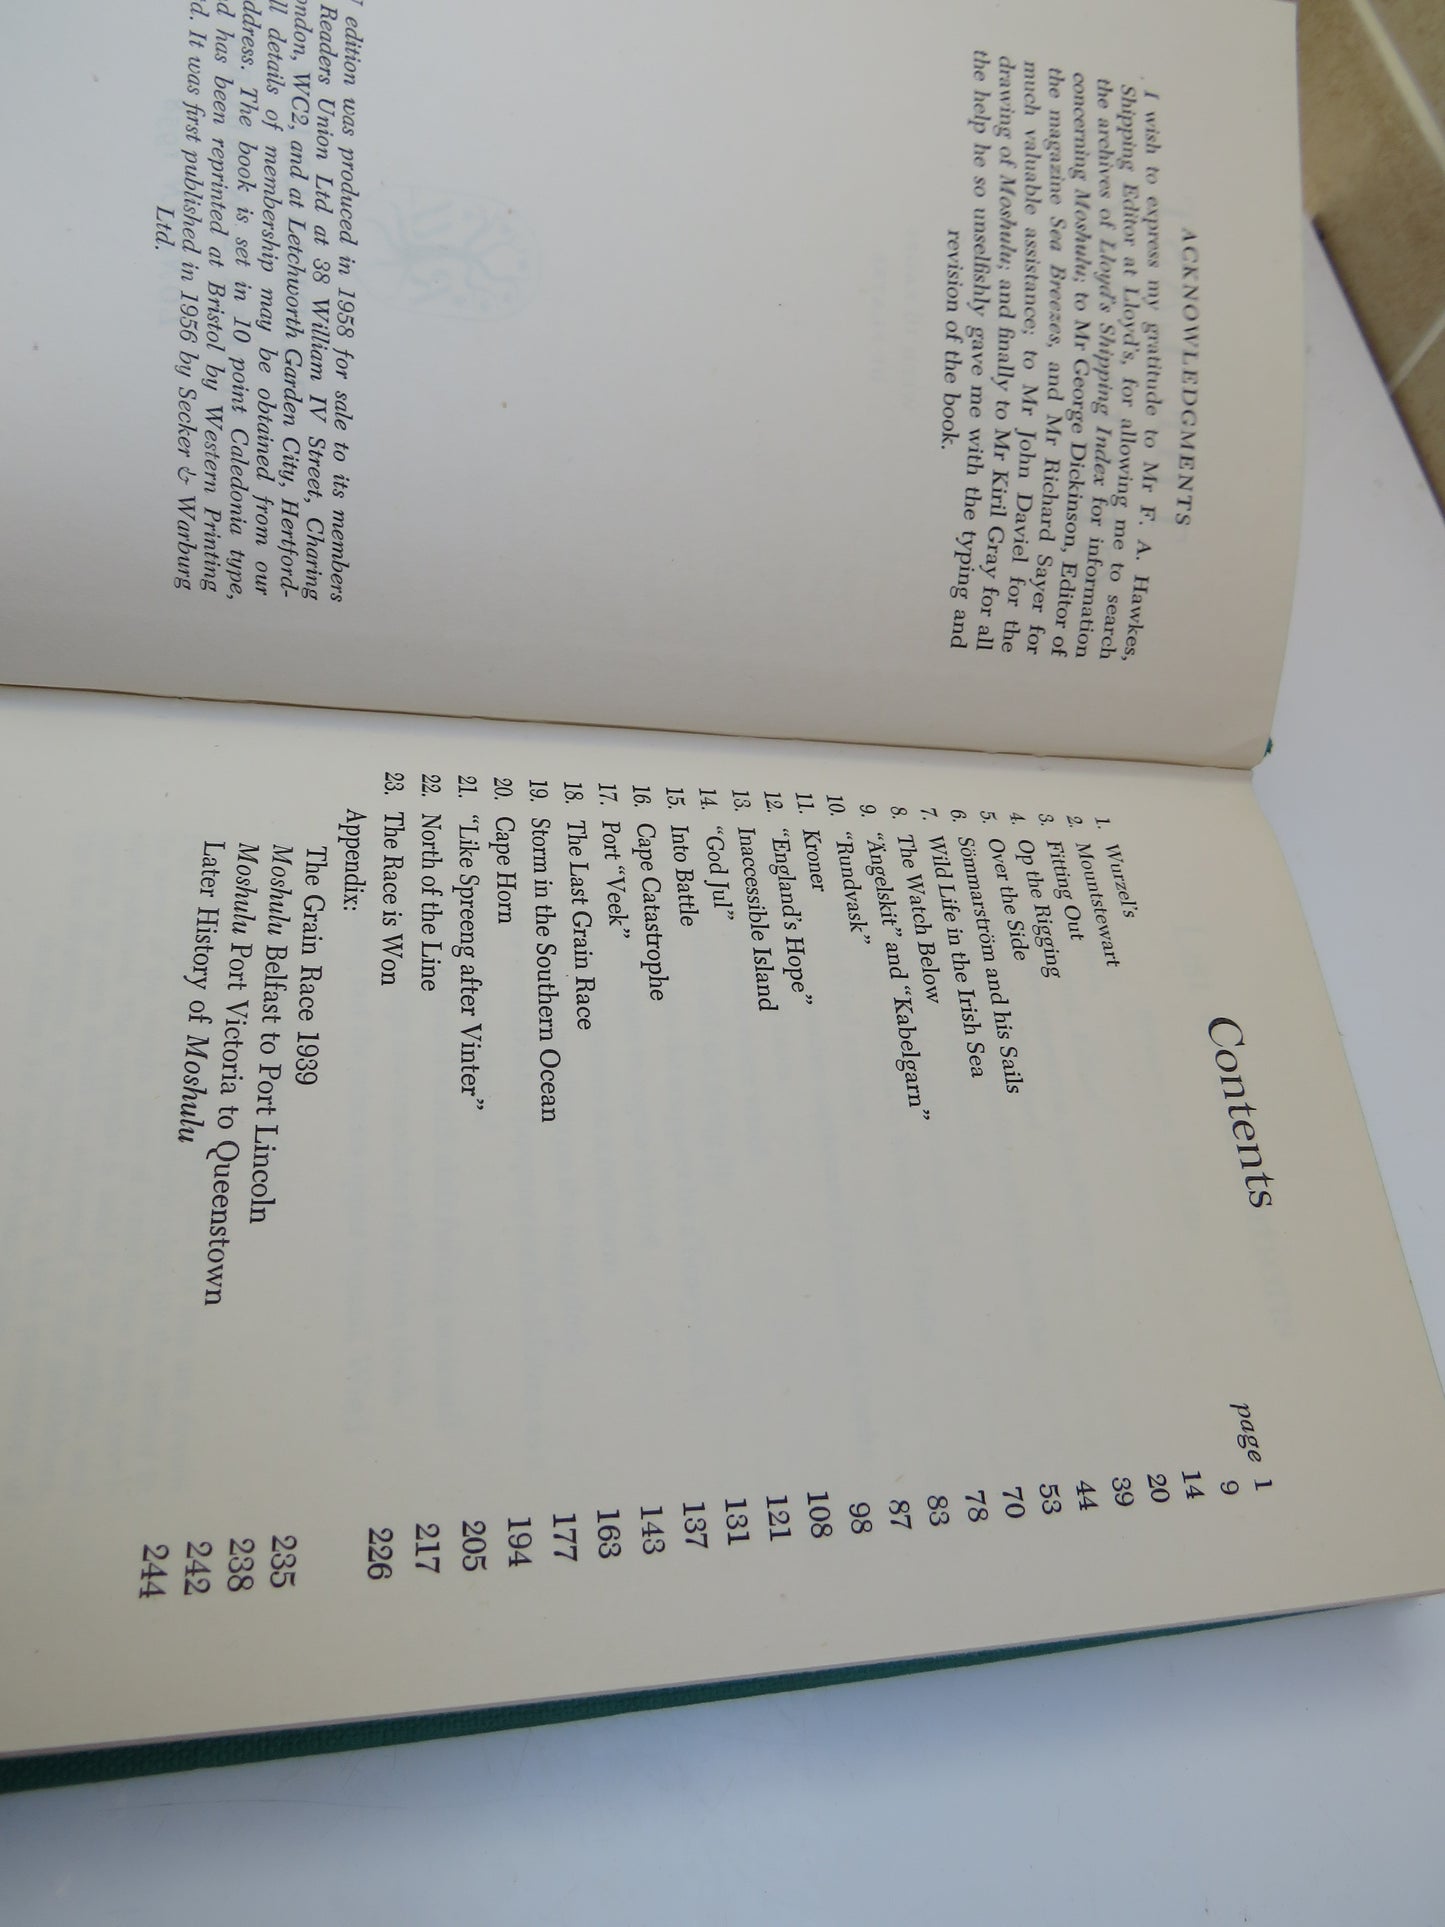 ACKNOWLEDGMENTS
I wish to express my gratitude to Mr F. A. Hawkes,
Shipping Editor at Lloyd's, for allowing me to search
the archives of Lloyd's Shipping Index for information
concerning Moshulu; to Mr George Dickinson, Editor of
the magazine Sea Breezes, and Mr Richard Sayer for
much valuable assistance; to Mr John Daviel for the
drawing of Moshulu; and finally to Mr Kiril Gray for all
the help he so unselfishly gave me with the typing and
revision of the book.
edition was produced in 1958 for sale to its members
Readers Union Ltd at 38 William IV Street, Charing
ondon, WC2, and at Letchworth Garden City, Hertford-
ll details of membership may be obtained from our
ddress. The book is set in 10 point Caledonia type,
d has been reprinted at Bristol by Western Printing
d. It was first published in 1956 by Secker & Warburg
Ltd.
Contents
1. Wurzel's page 1
2. Mountstewart 9
3. Fitting Out 14
4. Op the Rigging 20
5. Over the Side 39
6. Sömmarström and his Sails 44
7. Wild Life in the Irish Sea 53
8. The Watch Below 70
9. "Ängelskit" and "Kabelgarn" 78
10. "Rundvask" 83
11. Kroner 87
12. "England's Hope" 98
13. Inaccessible Island 108
14. "God Jul" 121
15. Into Battle 131
16. Cape Catastrophe 137
17. Port "Veek" 143
18. The Last Grain Race 163
19. Storm in the Southern Ocean 177
20. Cape Horn 194
21. "Like Spreeng after Vinter" 205
22. North of the Line 217
23. The Race is Won 226
Appendix:
The Grain Race 1939 235
Moshulu Belfast to Port Lincoln 238
Moshulu Port Victoria to Queenstown 242
Later History of Moshulu 244